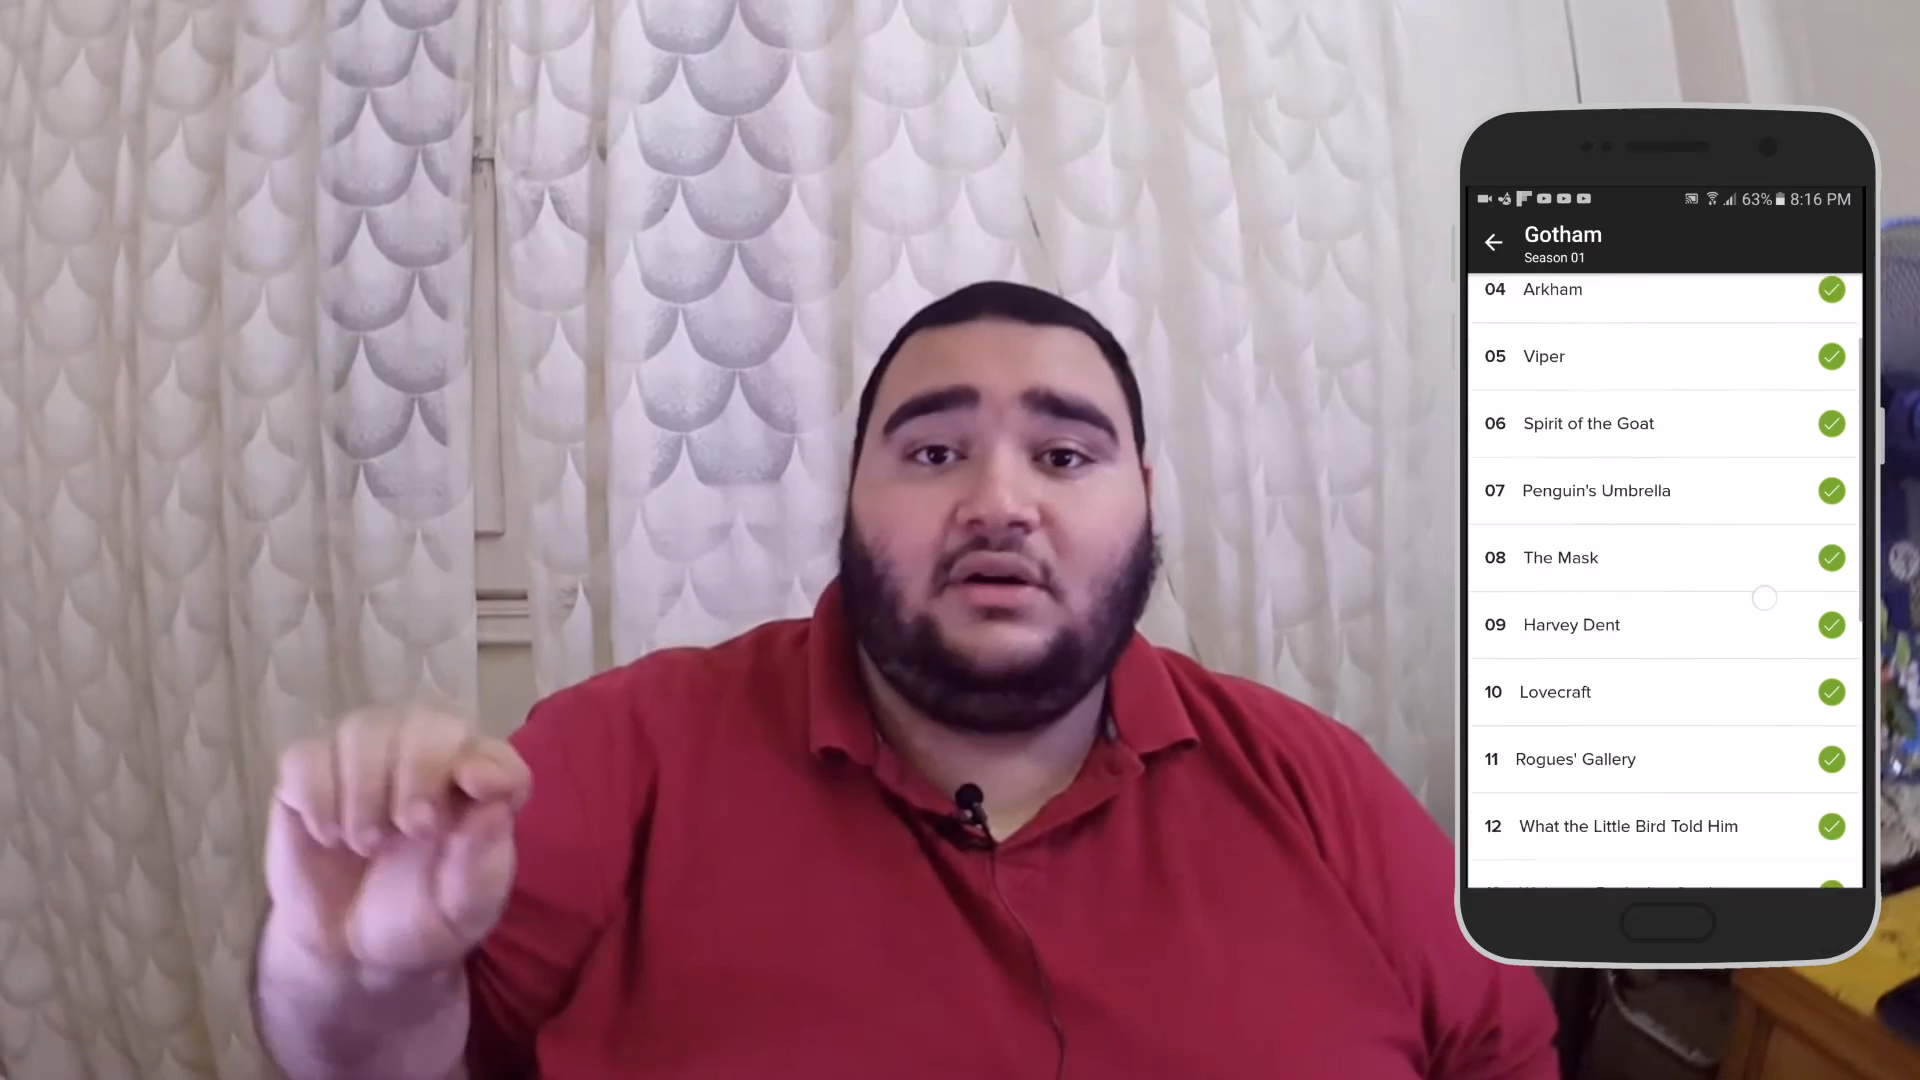 63% 8:16 PM
Gotham
Season 01
04 Arkham
05 Viper
06 Spirit of the Goat
07 Penguin's Umbrella
08 The Mask
09 Harvey Dent
10 Lovecraft
11 Rogues' Gallery
12 What the Little Bird Told Him